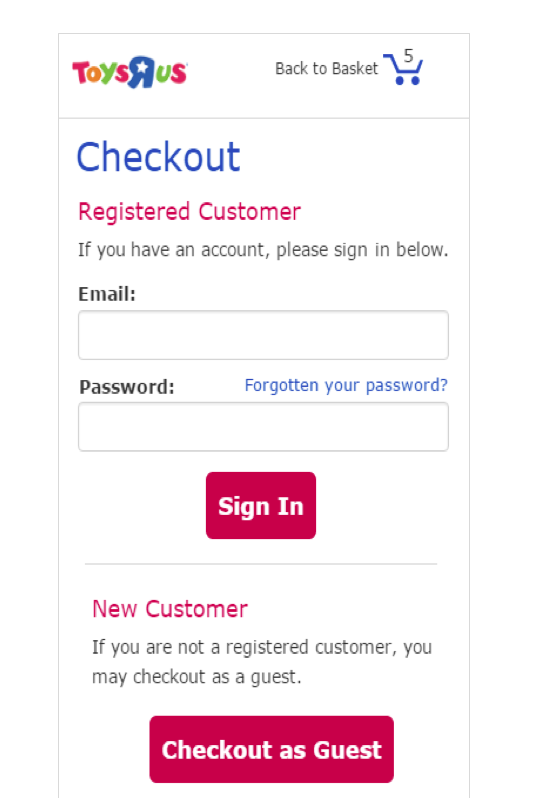 ToysRus
Back to Basket 5
Checkout
Registered Customer
If you have an account, please sign in below.
Email:
Password: Forgotten your password?
Sign In
New Customer
If you are not a registered customer, you
may checkout as a guest.
Checkout as Guest